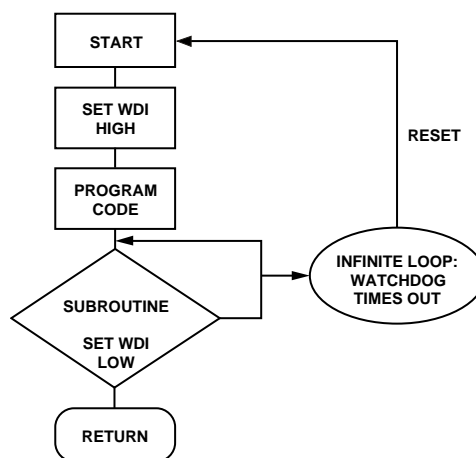 START
SET WDI
HIGH
RESET
PROGRAM
CODE
INFINITE LOOP:
WATCHDOG
TIMES OUT
SUBROUTINE
SET WDI
LOW
RETURN